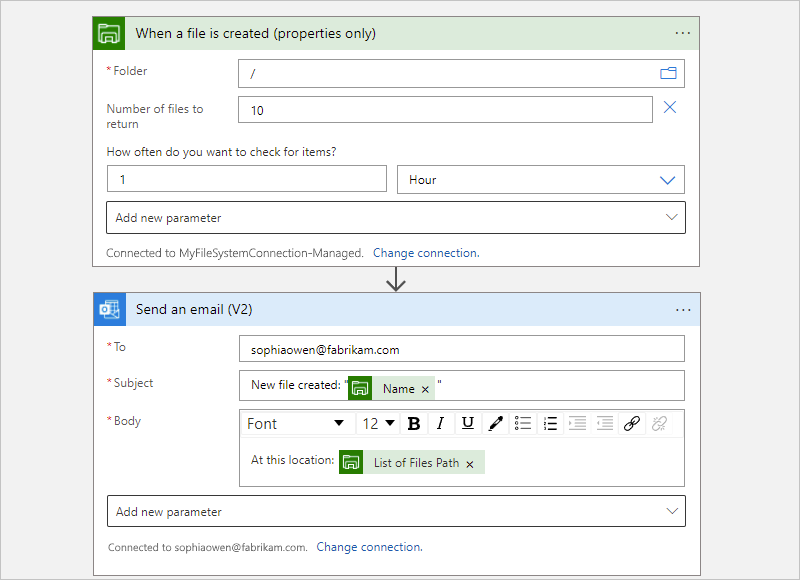 When a file is created (properties only)
* Folder
/
Number of files to
return
10
How often do you want to check for items?
1
Hour
Add new parameter
Connected to MyFileSystemConnection-Managed. Change connection.
Send an email (V2)
* To
sophiaowen@fabrikam.com
* Subject
New file created: " Name × "
* Body
Font 12 B I U
At this location: List of Files Path ×
Add new parameter
Connected to sophiaowen@fabrikam.com. Change connection.